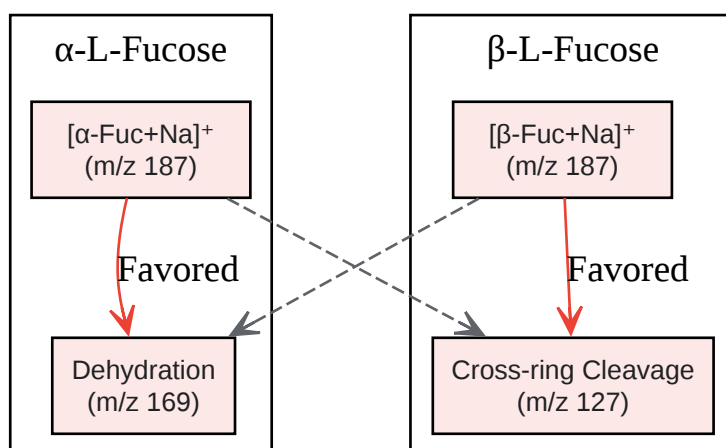 α-L-Fucose
[α-Fuc+Na]⁺
(m/z 187)
Favored
Dehydration
(m/z 169)
β-L-Fucose
[β-Fuc+Na]⁺
(m/z 187)
Favored
Cross-ring Cleavage
(m/z 127)